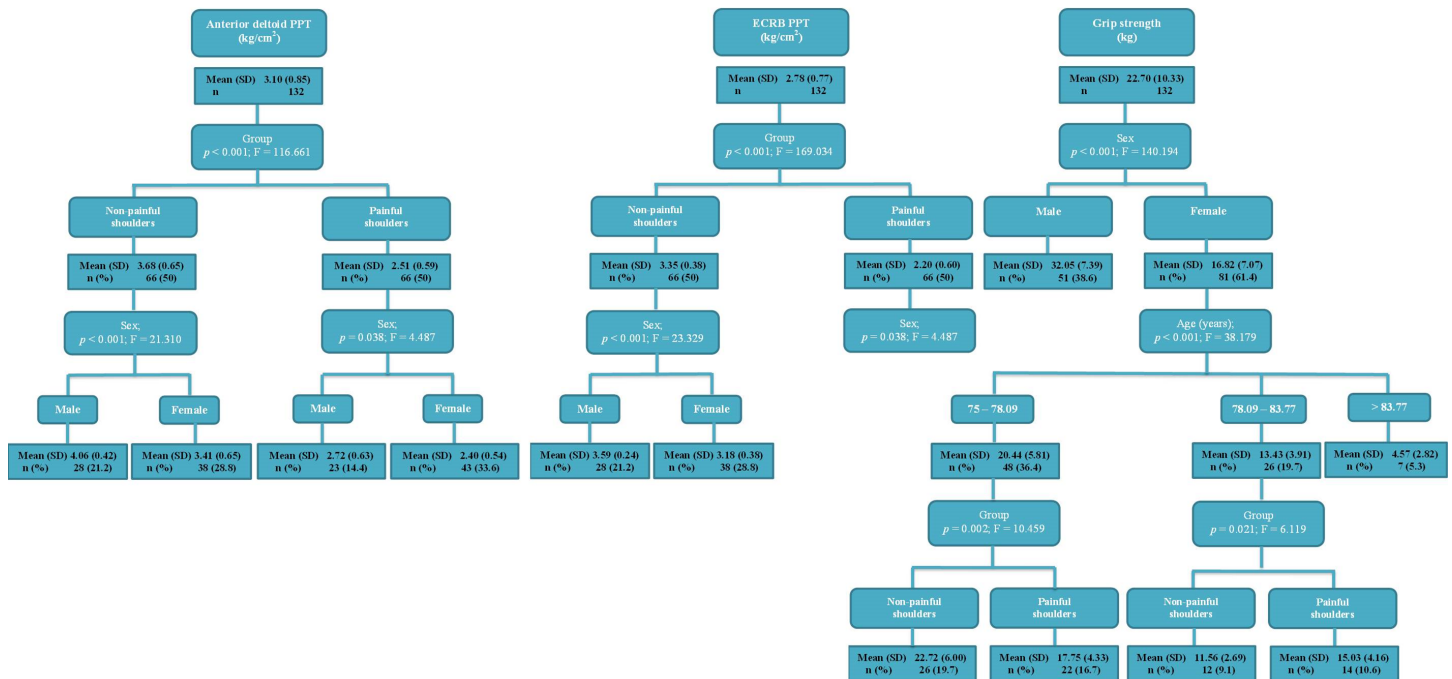 Anterior deltoid PPT
(kg/cm²)
Mean (SD) 3.10 (0.85)
n 132
Group
p < 0.001; F = 116.661
Non-painful
shoulders
Mean (SD) 3.68 (0.65)
n (%) 66 (50)
Sex;
p < 0.001; F = 21.310
Male
Mean (SD) 4.06 (0.42)
n (%) 28 (21.2)
Female
Mean (SD) 3.41 (0.65)
n (%) 38 (28.8)
Painful
shoulders
Mean (SD) 2.51 (0.59)
n (%) 66 (50)
Sex;
p = 0.038; F = 4.487
Male
Mean (SD) 2.72 (0.63)
n (%) 23 (14.4)
Female
Mean (SD) 2.40 (0.54)
n (%) 43 (33.6)
ECRB PPT
(kg/cm²)
Mean (SD) 2.78 (0.77)
n 132
Group
p < 0.001; F = 169.034
Non-painful
shoulders
Mean (SD) 3.35 (0.38)
n (%) 66 (50)
Sex;
p < 0.001; F = 23.329
Male
Mean (SD) 3.59 (0.24)
n (%) 28 (21.2)
Female
Mean (SD) 3.18 (0.38)
n (%) 38 (28.8)
Painful
shoulders
Mean (SD) 2.20 (0.60)
n (%) 66 (50)
Sex;
p = 0.038; F = 4.487
Grip strength
(kg)
Mean (SD) 22.70 (10.33)
n 132
Sex
p < 0.001; F = 140.194
Male
Mean (SD) 32.05 (7.39)
n (%) 51 (38.6)
Female
Mean (SD) 16.82 (7.07)
n (%) 81 (61.4)
Age (years);
p < 0.001; F = 38.179
75 – 78.09
Mean (SD) 20.44 (5.81)
n (%) 48 (36.4)
Group
p = 0.002; F = 10.459
Non-painful
shoulders
Mean (SD) 22.72 (6.00)
n (%) 26 (19.7)
Painful
shoulders
Mean (SD) 17.75 (4.33)
n (%) 22 (16.7)
78.09 – 83.77
Mean (SD) 13.43 (3.91)
n (%) 26 (19.7)
Group
p = 0.021; F = 6.119
Non-painful
shoulders
Mean (SD) 11.56 (2.69)
n (%) 12 (9.1)
Painful
shoulders
Mean (SD) 15.03 (4.16)
n (%) 14 (10.6)
> 83.77
Mean (SD) 4.57 (2.82)
n (%) 7 (5.3)